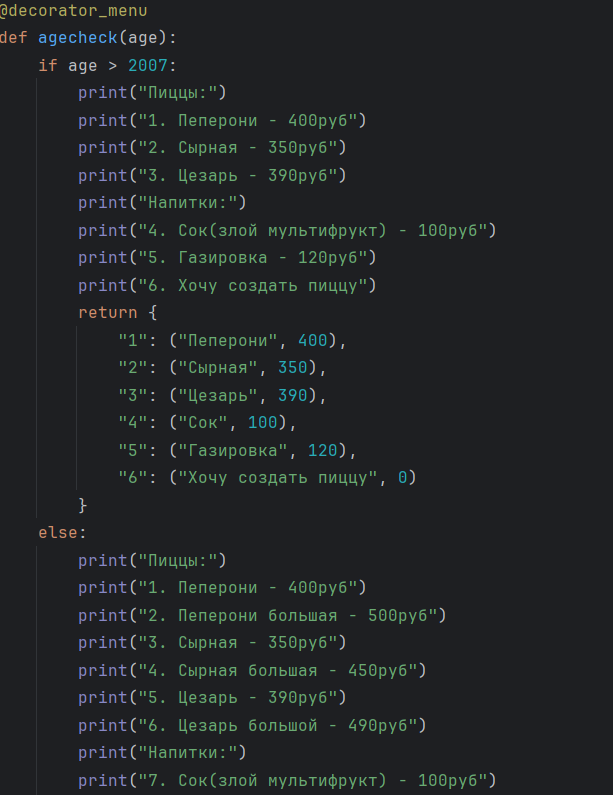 @decorator_menu
def agecheck(age):
    if age > 2007:
        print("Пиццы:")
        print("1. Пеперони - 400руб")
        print("2. Сырная - 350руб")
        print("3. Цезарь - 390руб")
        print("Напитки:")
        print("4. Сок(злой мультифрукт) - 100руб")
        print("5. Газировка - 120руб")
        print("6. Хочу создать пиццу")
        return {
            "1": ("Пеперони", 400),
            "2": ("Сырная", 350),
            "3": ("Цезарь", 390),
            "4": ("Сок", 100),
            "5": ("Газировка", 120),
            "6": ("Хочу создать пиццу", 0)
        }
    else:
        print("Пиццы:")
        print("1. Пеперони - 400руб")
        print("2. Пеперони большая - 500руб")
        print("3. Сырная - 350руб")
        print("4. Сырная большая - 450руб")
        print("5. Цезарь - 390руб")
        print("6. Цезарь большой - 490руб")
        print("Напитки:")
        print("7. Сок(злой мультифрукт) - 100руб")